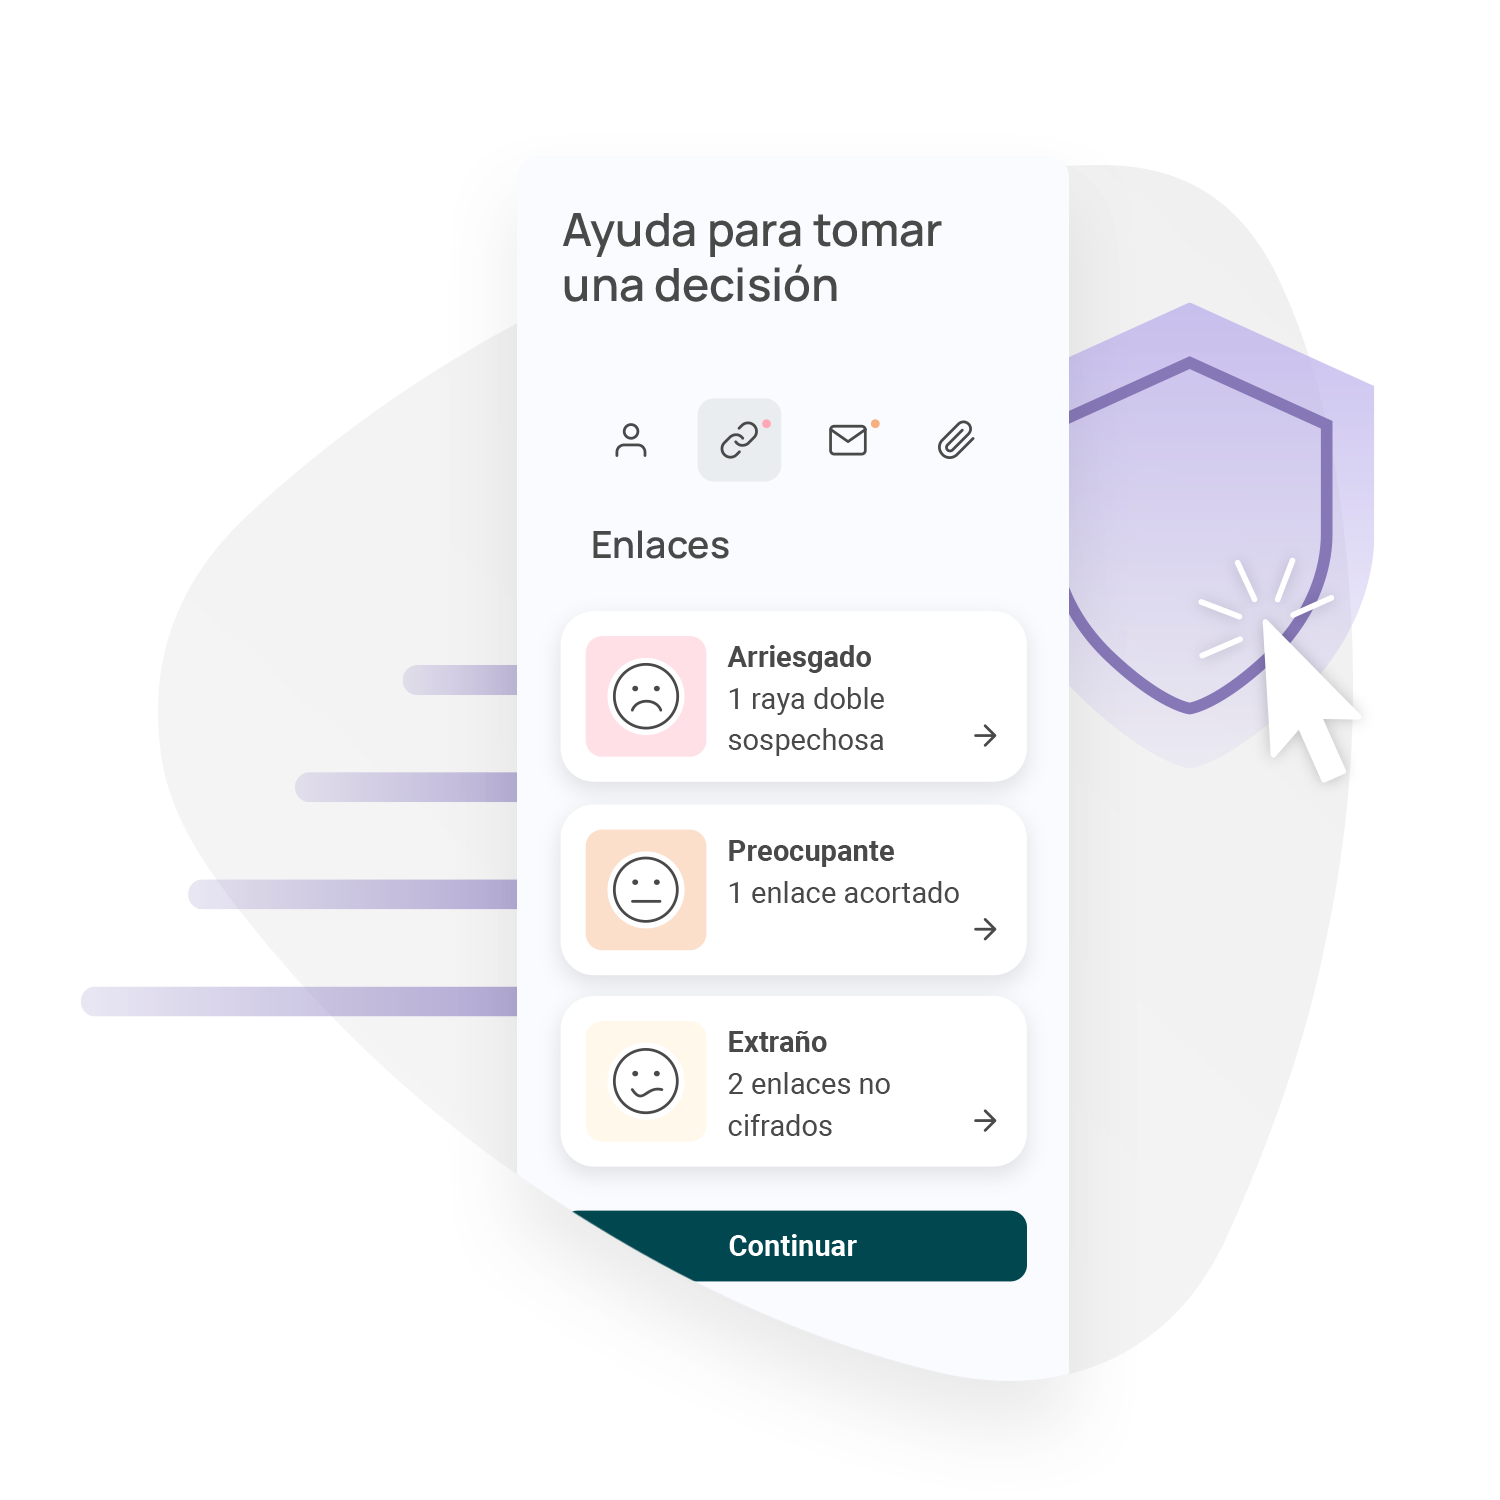 Ayuda para tomar
una decisión
Enlaces
Arriesgado
1 raya doble
sospechosa
Preocupante
1 enlace acortado
Extraño
2 enlaces no
cifrados
Continuar